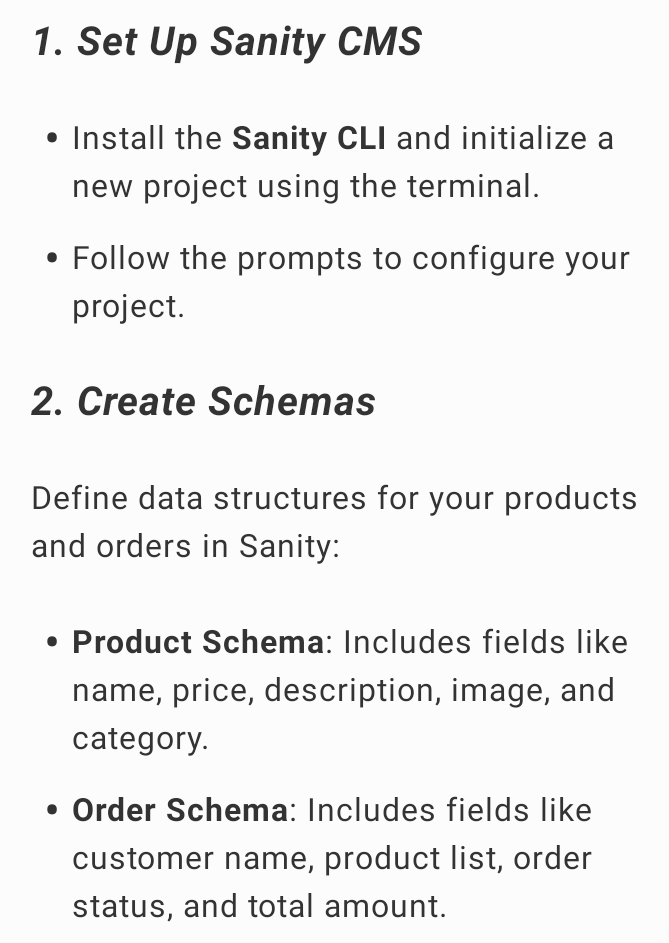 1. Set Up Sanity CMS
• Install the Sanity CLI and initialize a
new project using the terminal.
• Follow the prompts to configure your
project.
2. Create Schemas
Define data structures for your products
and orders in Sanity:
• Product Schema: Includes fields like
name, price, description, image, and
category.
• Order Schema: Includes fields like
customer name, product list, order
status, and total amount.